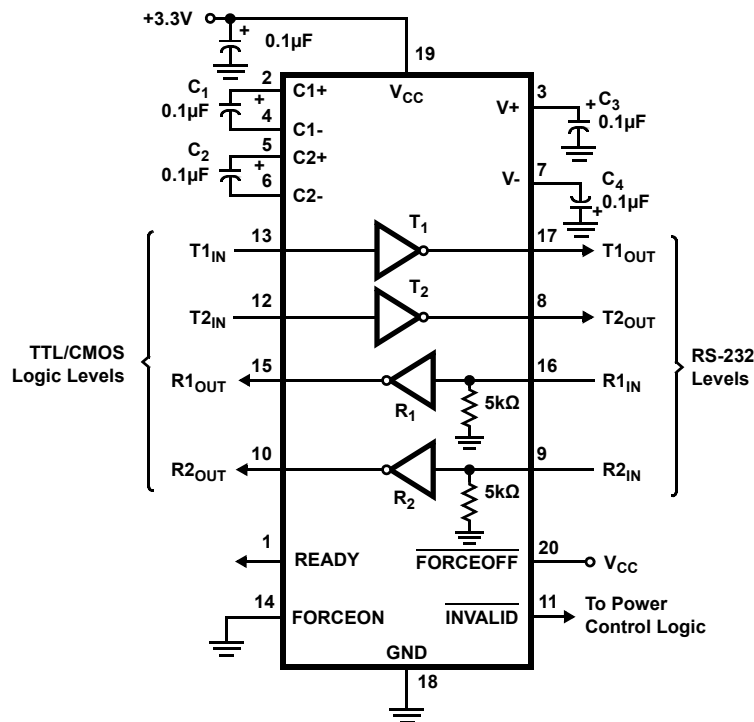 +3.3V
+
0.1µF
19
2
C1
0.1µF
+
4
C1+
C1-
VCC
V+
3
+
C3
0.1µF
5
C2
0.1µF
+
6
C2+
C2-
V-
7
C4
0.1µF
+
T1IN
13
T1
17
T1OUT
T2IN
12
T2
8
T2OUT
TTL/CMOS
Logic Levels
RS-232
Levels
R1OUT
15
R1
5kΩ
16
R1IN
R2OUT
10
R2
5kΩ
9
R2IN
1
READY
FORCEOFF
20
VCC
14
FORCEON
INVALID
11
To Power
Control Logic
GND
18